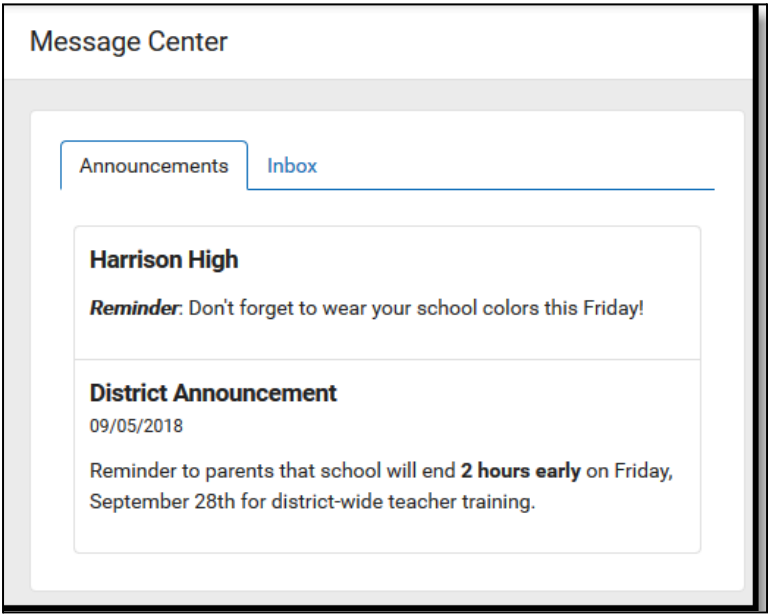 Message Center
Announcements
Inbox
Harrison High
Reminder: Don't forget to wear your school colors this Friday!
District Announcement
09/05/2018
Reminder to parents that school will end 2 hours early on Friday,
September 28th for district-wide teacher training.